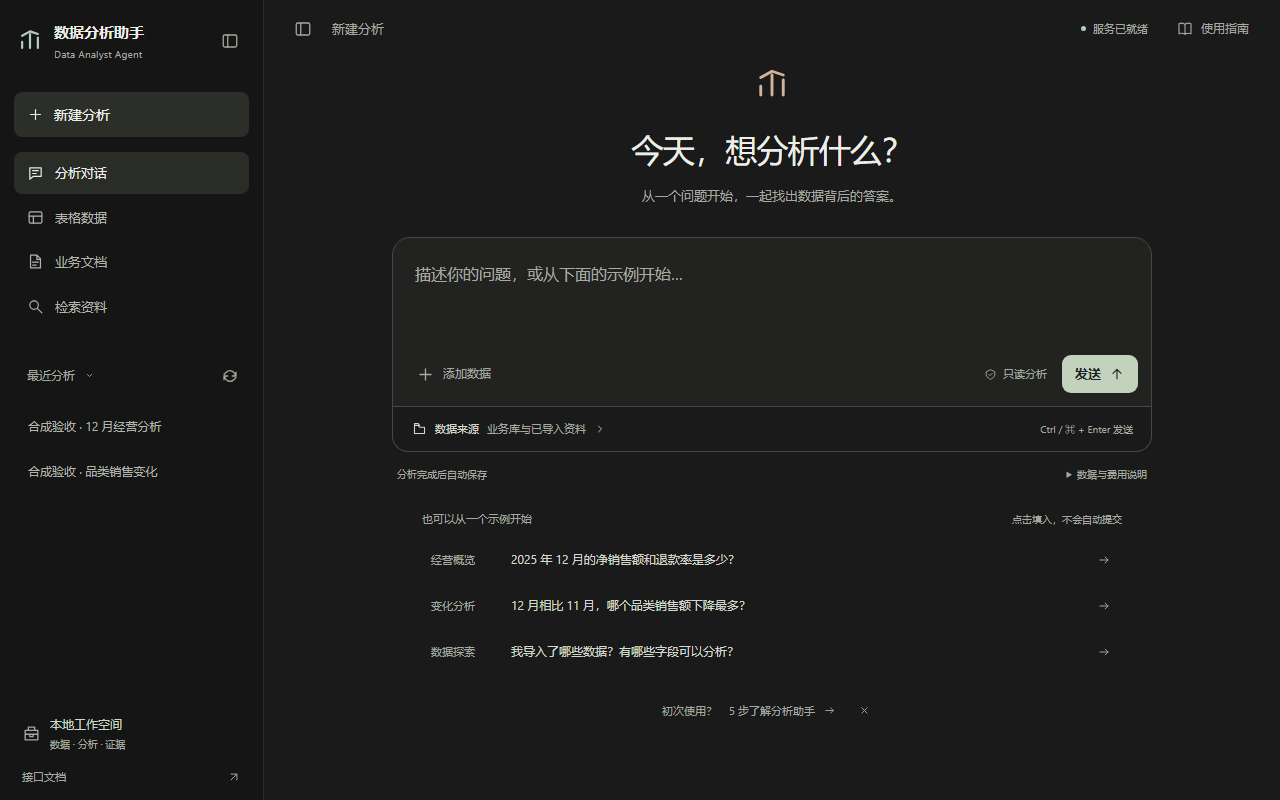 数据分析助手
Data Analyst Agent
新建分析
分析对话
表格数据
业务文档
检索资料
最近分析
合成验收 · 12 月经营分析
合成验收 · 品类销售变化
本地工作空间
数据 · 分析 · 证据
接口文档
新建分析
服务已就绪
使用指南
今天，想分析什么？
从一个问题开始，一起找出数据背后的答案。
描述你的问题，或从下面的示例开始...
添加数据
只读分析
发送
数据来源 业务库与已导入资料
Ctrl / ⌘ + Enter 发送
分析完成后自动保存
数据与费用说明
也可以从一个示例开始
点击填入，不会自动提交
经营概览 2025 年 12 月的净销售额和退款率是多少？
变化分析 12 月相比 11 月，哪个品类销售额下降最多？
数据探索 我导入了哪些数据？有哪些字段可以分析？
初次使用？ 5 步了解分析助手